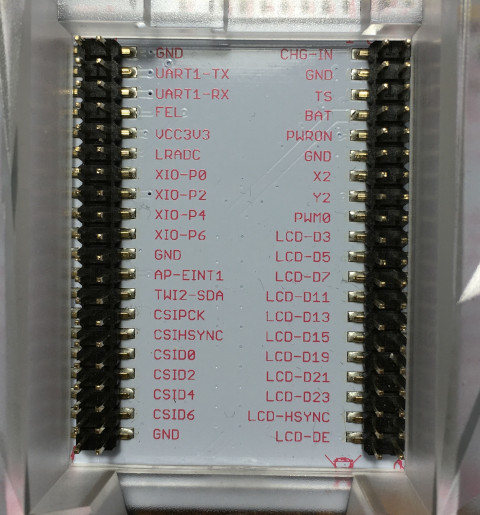 GND CHG-IN
UART1-TX GND
UART1-RX TS
FEL BAT
VCC3V3 PWRON
LRADC GND
XIO-P0 X2
XIO-P2 Y2
XIO-P4 PWM0
XIO-P6 LCD-D3
GND LCD-D5
AP-EINT1 LCD-D7
TWI2-SDA LCD-D11
CSIPCK LCD-D13
CSIHSYNC LCD-D15
CSID0 LCD-D19
CSID2 LCD-D21
CSID4 LCD-D23
CSID6 LCD-HSYNC
GND LCD-DE